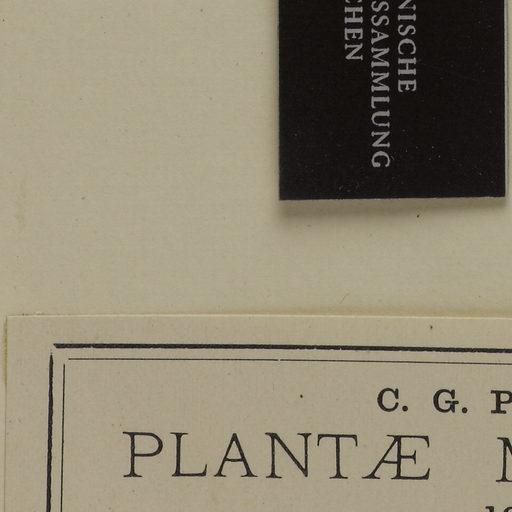 NISCHE
SSAMMLUNG
CHEN
C. G. P
PLANTÆ